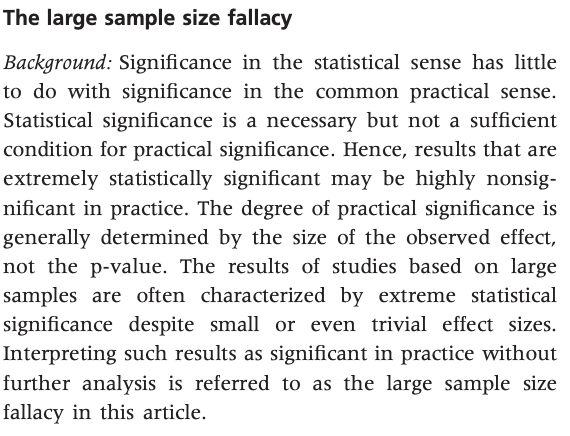 The large sample size fallacy
Background: Significance in the statistical sense has little
to do with significance in the common practical sense.
Statistical significance is a necessary but not a sufficient
condition for practical significance. Hence, results that are
extremely statistically significant may be highly nonsig-
nificant in practice. The degree of practical significance is
generally determined by the size of the observed effect,
not the p-value. The results of studies based on large
samples are often characterized by extreme statistical
significance despite small or even trivial effect sizes.
Interpreting such results as significant in practice without
further analysis is referred to as the large sample size
fallacy in this article.